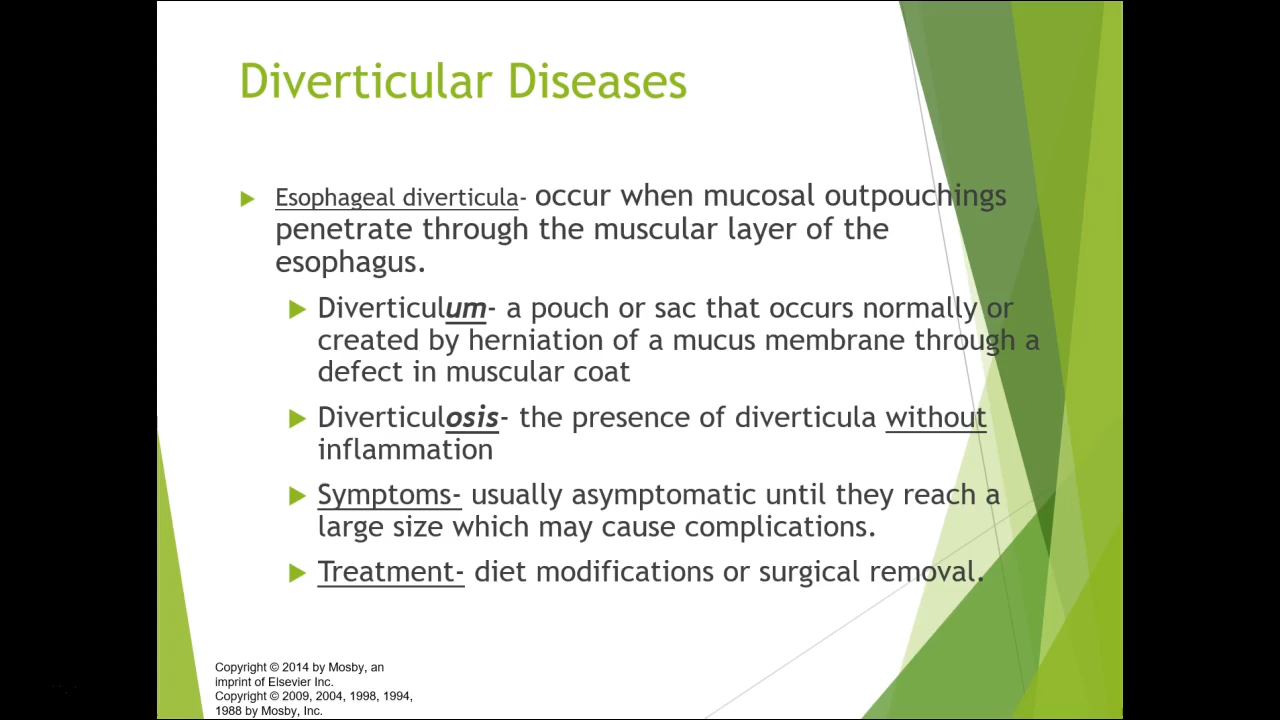 Diverticular Diseases
Esophageal diverticula- occur when mucosal outpouchings
penetrate through the muscular layer of the
esophagus.
Diverticulum- a pouch or sac that occurs normally or
created by herniation of a mucus membrane through a
defect in muscular coat
Diverticulosis- the presence of diverticula without
inflammation
Symptoms- usually asymptomatic until they reach a
large size which may cause complications.
Treatment- diet modifications or surgical removal.
Copyright © 2014 by Mosby, an
imprint of Elsevier Inc.
Copyright © 2009, 2004, 1998, 1994,
1988 by Mosby, Inc.